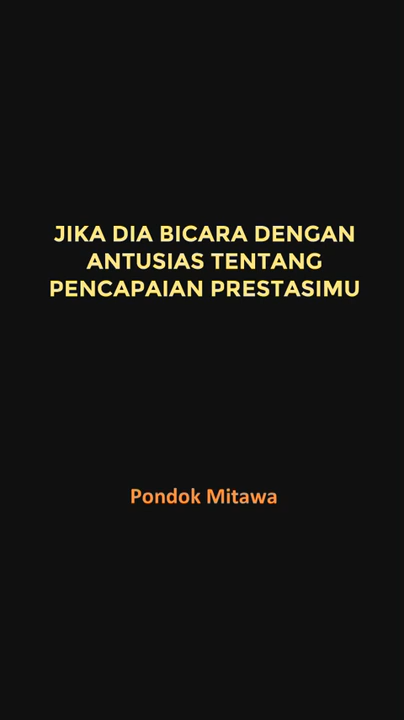 JIKA DIA BICARA DENGAN
ANTUSIAS TENTANG
PENCAPAIAN PRESTASIMU
Pondok Mitawa